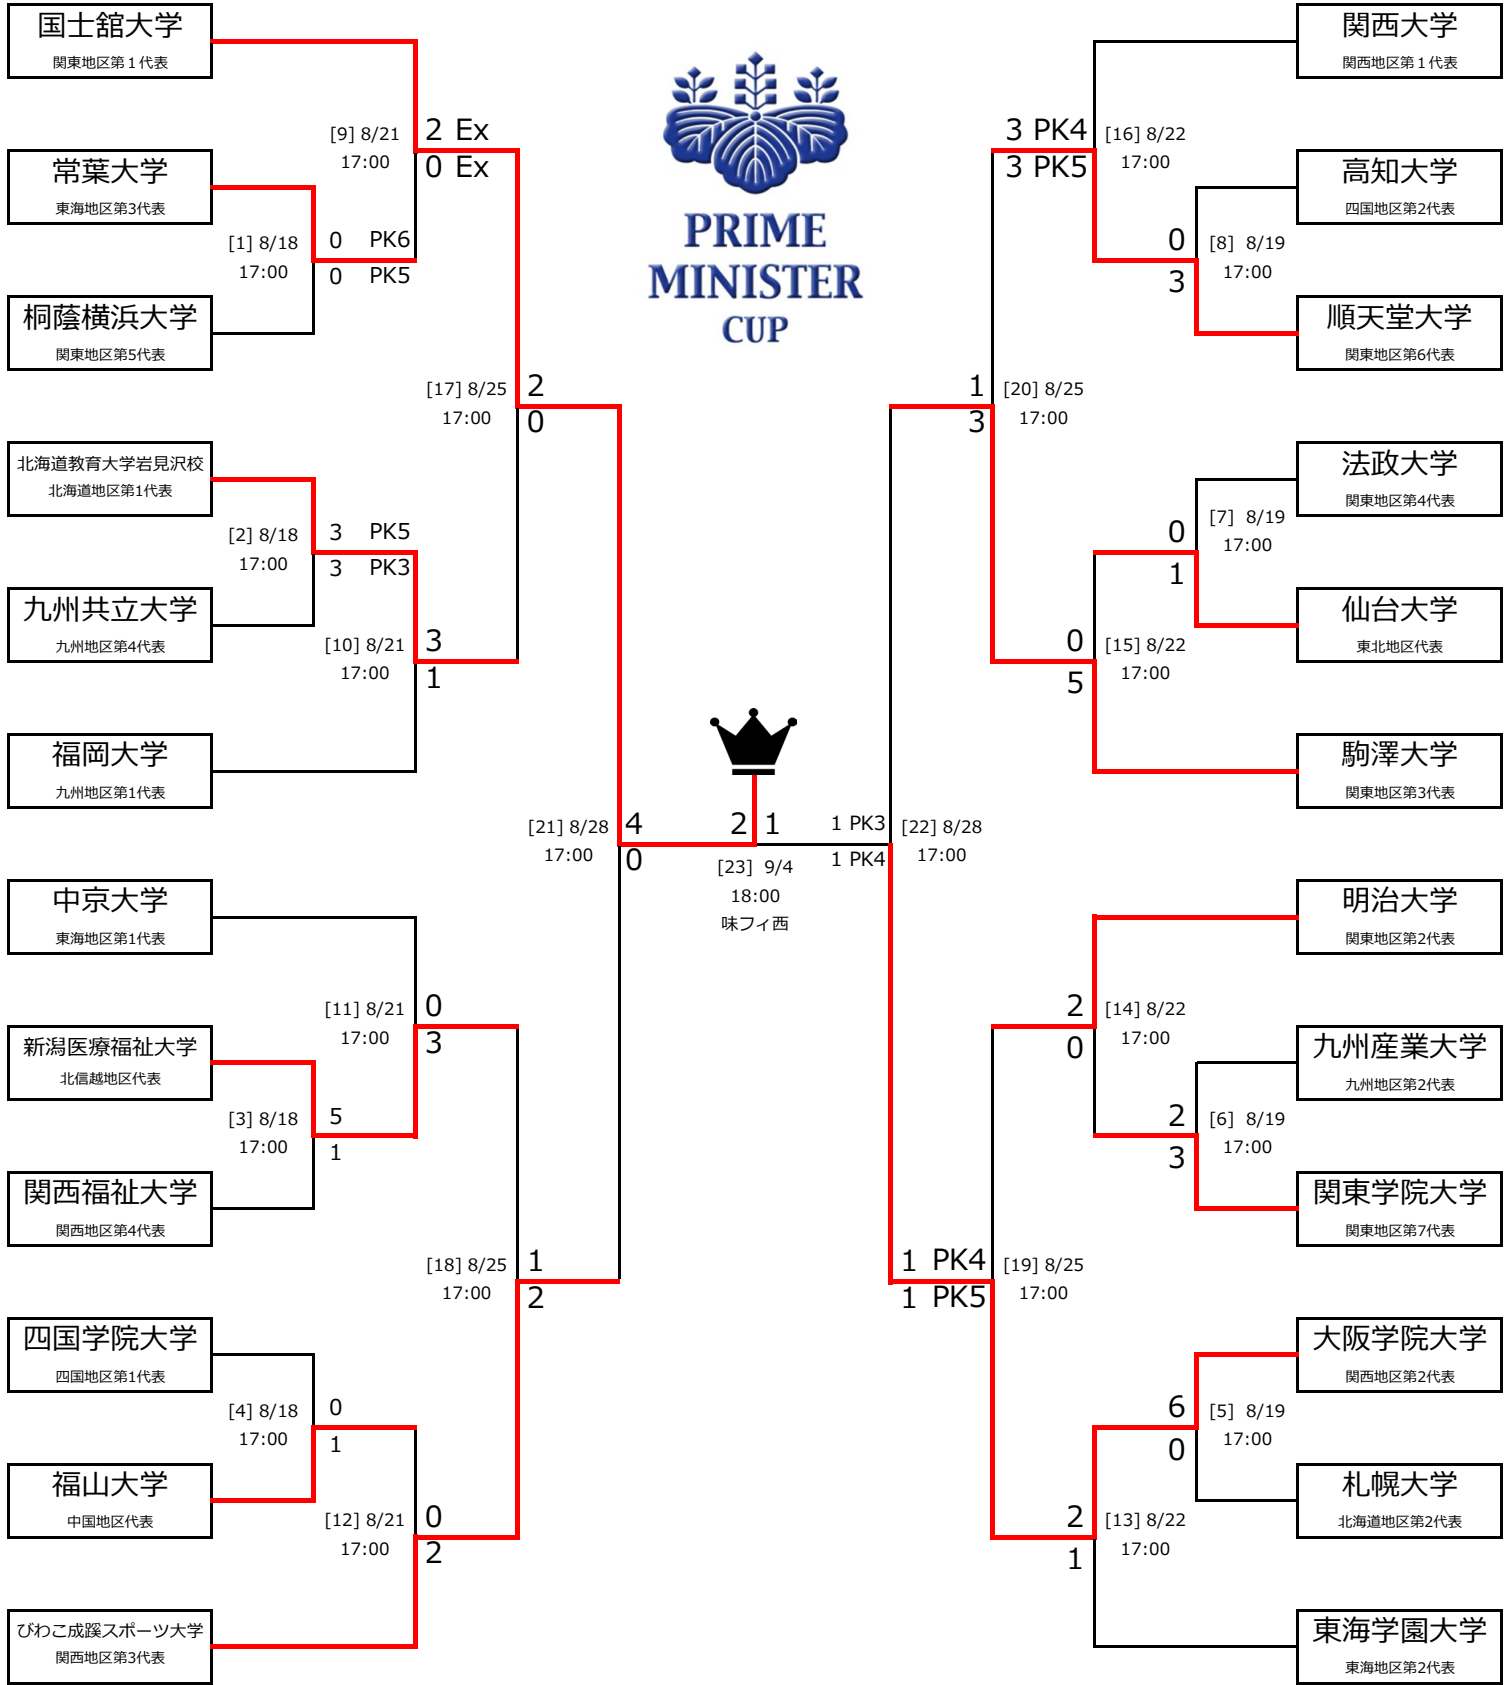 国士舘大学
関東地区第１代表
常葉大学
東海地区第3代表
桐蔭横浜大学
関東地区第5代表
北海道教育大学岩見沢校
北海道地区第1代表
九州共立大学
九州地区第4代表
福岡大学
九州地区第1代表
中京大学
東海地区第1代表
新潟医療福祉大学
北信越地区代表
関西福祉大学
関西地区第4代表
四国学院大学
四国地区第1代表
福山大学
中国地区代表
びわこ成蹊スポーツ大学
関西地区第3代表
[1] 8/18
17:00
0 PK6
0 PK5
[2] 8/18
17:00
3 PK5
3 PK3
[3] 8/18
17:00
5
1
[4] 8/18
17:00
0
1
[9] 8/21
17:00
2 Ex
0 Ex
[10] 8/21
17:00
3
1
[11] 8/21
17:00
0
3
[12] 8/21
17:00
0
2
[17] 8/25
17:00
2
0
[18] 8/25
17:00
1
2
[21] 8/28
17:00
4
0
PRIME
MINISTER
CUP
2 1
[23] 9/4
18:00
味フィ西
1 PK3
1 PK4
[22] 8/28
17:00
1
3
[20] 8/25
17:00
1 PK4
1 PK5
[19] 8/25
17:00
3 PK4
3 PK5
[16] 8/22
17:00
0
5
[15] 8/22
17:00
2
0
[14] 8/22
17:00
2
1
[13] 8/22
17:00
0
3
[8] 8/19
17:00
0
1
[7] 8/19
17:00
2
3
[6] 8/19
17:00
6
0
[5] 8/19
17:00
関西大学
関西地区第１代表
高知大学
四国地区第2代表
順天堂大学
関東地区第6代表
法政大学
関東地区第4代表
仙台大学
東北地区代表
駒澤大学
関東地区第3代表
明治大学
関東地区第2代表
九州産業大学
九州地区第2代表
関東学院大学
関東地区第7代表
大阪学院大学
関西地区第2代表
札幌大学
北海道地区第2代表
東海学園大学
東海地区第2代表